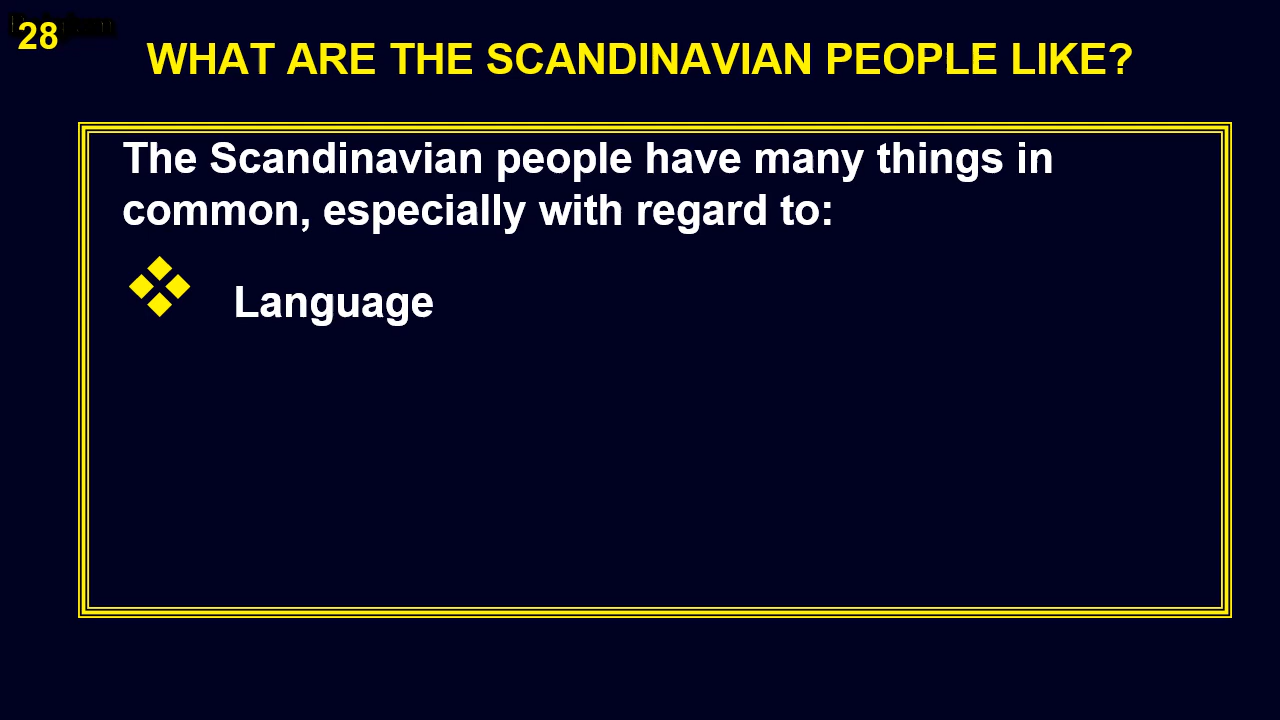 28
WHAT ARE THE SCANDINAVIAN PEOPLE LIKE?
The Scandinavian people have many things in
common, especially with regard to:
Language